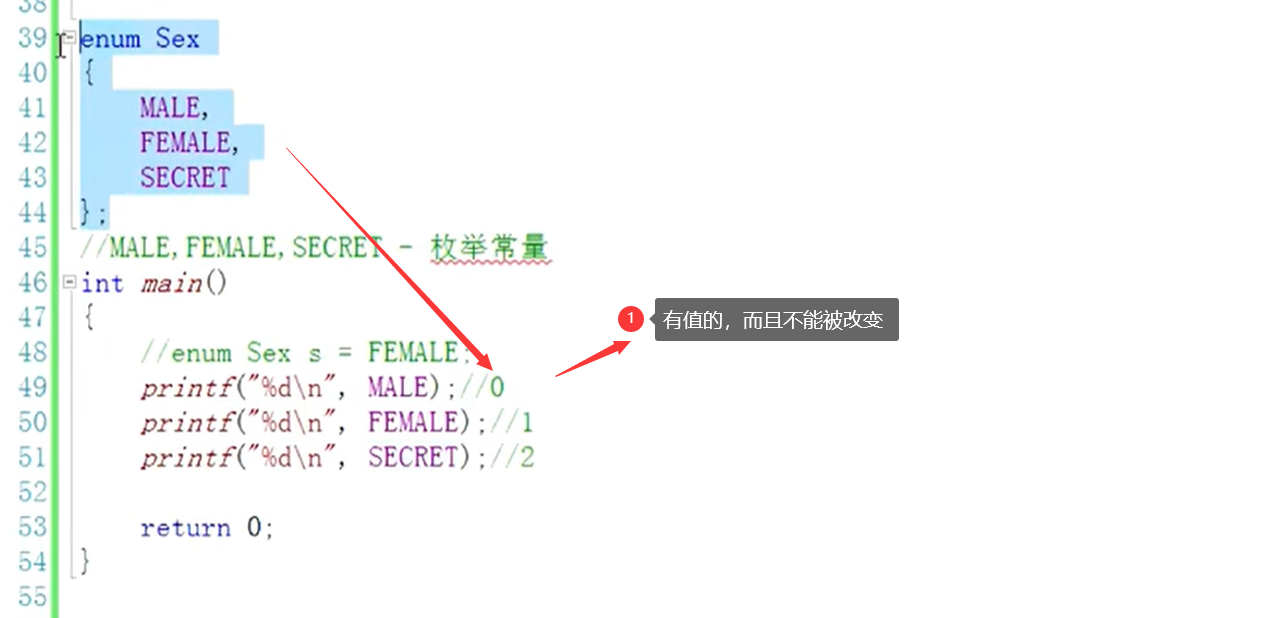 38
39 enum Sex
40 {
41 MALE,
42 FEMALE,
43 SECRET
44 };
45 //MALE,FEMALE,SECRET - 枚举常量
46 int main()
47 {
1 有值的，而且不能被改变
48 //enum Sex s = FEMALE;
49 printf("%d\n", MALE);//0
50 printf("%d\n", FEMALE);//1
51 printf("%d\n", SECRET);//2
52
53 return 0;
54 }
55